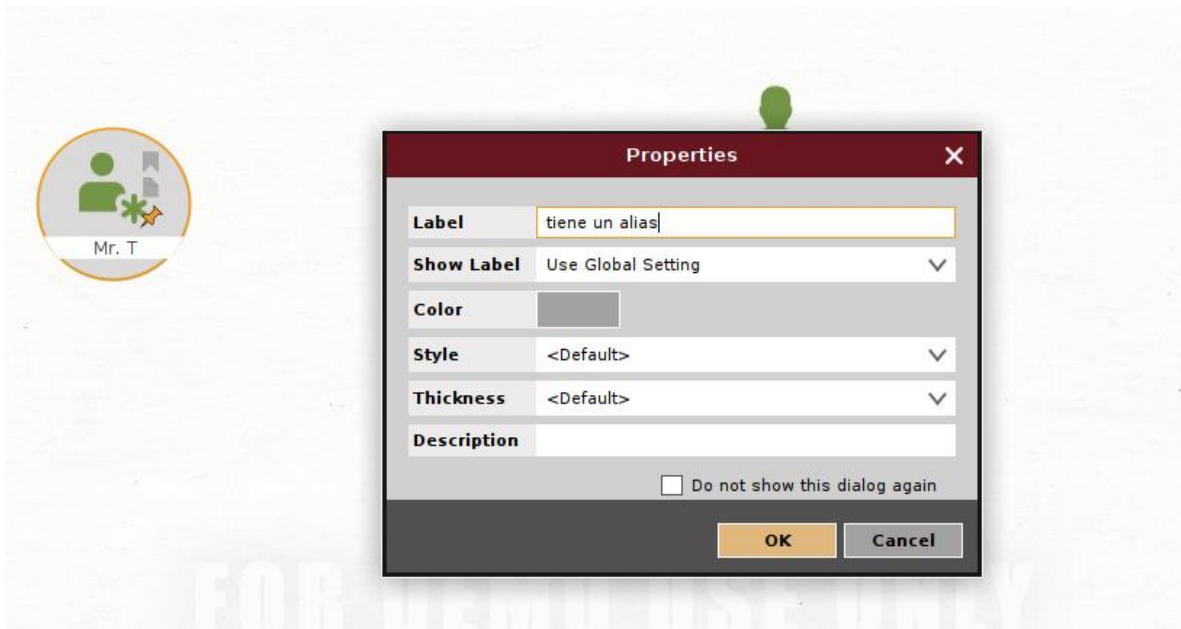 Properties
Mr. T
Label tiene un alias
Show Label Use Global Setting
Color
Style <Default>
Thickness <Default>
Description
Do not show this dialog again
OK Cancel
FOR DEMO USE ONLY